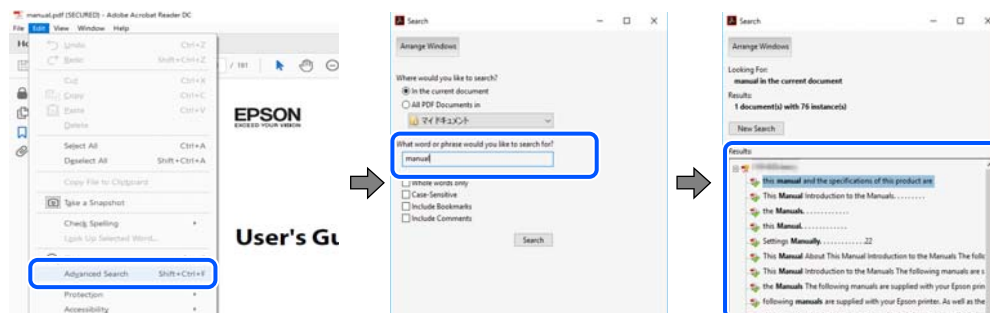 manual.pdf (SECURED) - Adobe Acrobat Reader DC
File Edit View Window Help
Undo Ctrl+Z
Redo Shift+Ctrl+Z
Cut Ctrl+X
Copy Ctrl+C
Paste Ctrl+V
Delete
Select All Ctrl+A
Deselect All Shift+Ctrl+A
Copy File to Clipboard
Take a Snapshot
Check Spelling
Look Up Selected Word...
Advanced Search Shift+Ctrl+F
Protection
Accessibility
/ 181
EPSON
EXCEED YOUR VISION
User's Gu
Search
Arrange Windows
Where would you like to search?
In the current document
All PDF Documents in
マイ ドキュメント
What word or phrase would you like to search for?
manual
Whole words only
Case-Sensitive
Include Bookmarks
Include Comments
Search
Search
Arrange Windows
Looking For:
manual in the current document
Results:
1 document(s) with 76 instance(s)
New Search
Results:
this manual and the specifications of this product are
This Manual Introduction to the Manuals. . . . . . . .
the Manuals. . . . . . . . . . . .
this Manual. . . . . . . . . . . .
Settings Manually. . . . . . . . . . . .22
This Manual About This Manual Introduction to the Manuals The follo
This Manual Introduction to the Manuals The following manuals are s
the Manuals The following manuals are supplied with your Epson prin
following manuals are supplied with your Epson printer. As well as the